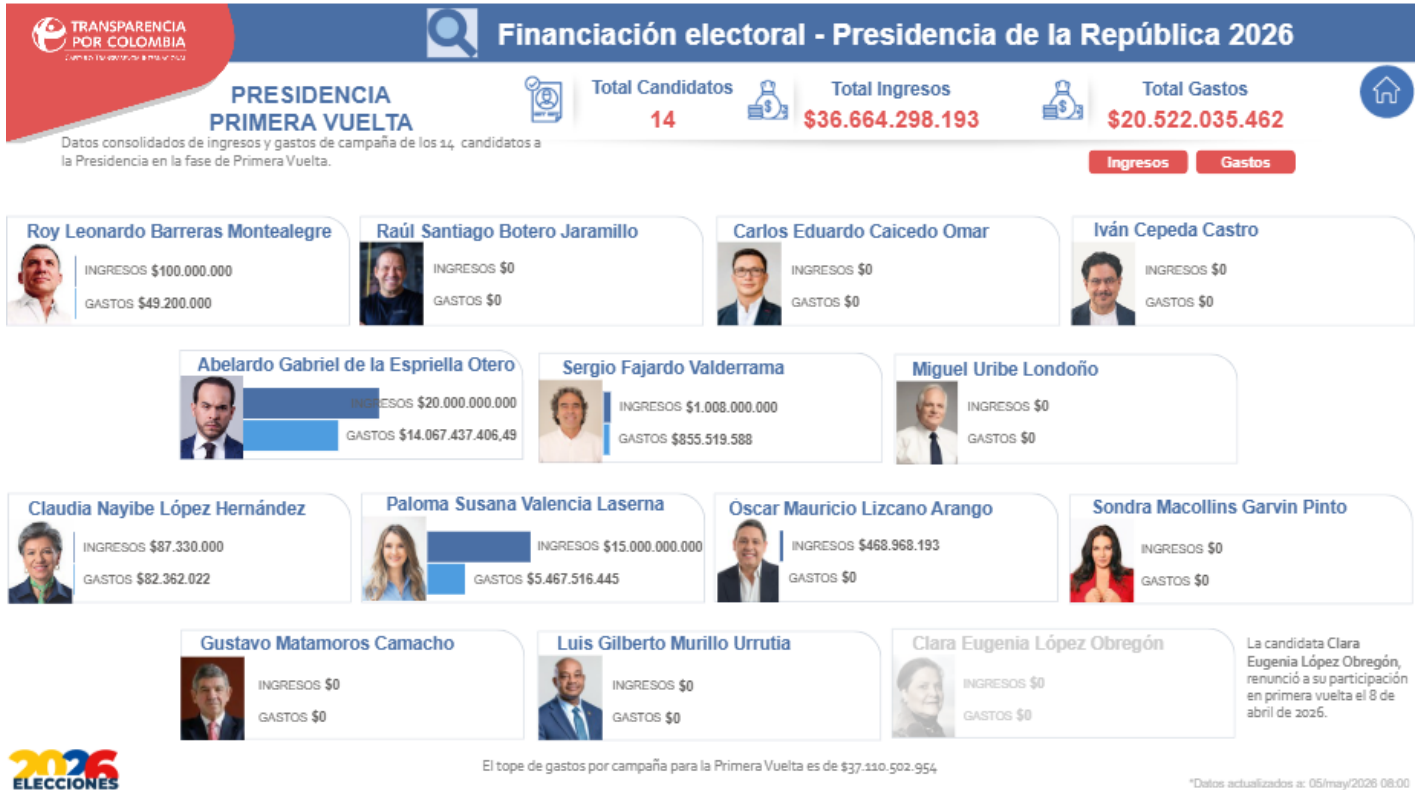 TRANSPARENCIA
POR COLOMBIA
Financiación electoral - Presidencia de la República 2026
PRESIDENCIA
PRIMERA VUELTA
Total Candidatos
14
Total Ingresos
$36.664.298.193
Total Gastos
$20.522.035.462
Datos consolidados de ingresos y gastos de campaña de los 14 candidatos a
la Presidencia en la fase de Primera Vuelta.
Ingresos
Gastos
Roy Leonardo Barreras Montealegre
INGRESOS $100.000.000
GASTOS $49.200.000
Raúl Santiago Botero Jaramillo
INGRESOS $0
GASTOS $0
Carlos Eduardo Caicedo Omar
INGRESOS $0
GASTOS $0
Iván Cepeda Castro
INGRESOS $0
GASTOS $0
Abelardo Gabriel de la Espriella Otero
INGRESOS $20.000.000.000
GASTOS $14.067.437.406,49
Sergio Fajardo Valderrama
INGRESOS $1.008.000.000
GASTOS $855.519.588
Miguel Uribe Londoño
INGRESOS $0
GASTOS $0
Claudia Nayibe López Hernández
INGRESOS $87.330.000
GASTOS $82.362.022
Paloma Susana Valencia Laserna
INGRESOS $15.000.000.000
GASTOS $5.467.516.445
Óscar Mauricio Lizcano Arango
INGRESOS $468.968.193
GASTOS $0
Sondra Macollins Garvin Pinto
INGRESOS $0
GASTOS $0
Gustavo Matamoros Camacho
INGRESOS $0
GASTOS $0
Luis Gilberto Murillo Urrutia
INGRESOS $0
GASTOS $0
Clara Eugenia López Obregón
INGRESOS $0
GASTOS $0
La candidata Clara
Eugenia López Obregón,
renunció a su participación
en primera vuelta el 8 de
abril de 2026.
2026
ELECCIONES
El tope de gastos por campaña para la Primera Vuelta es de $37.110.502.954
*Datos actualizados a: 05/may/2026 08:00